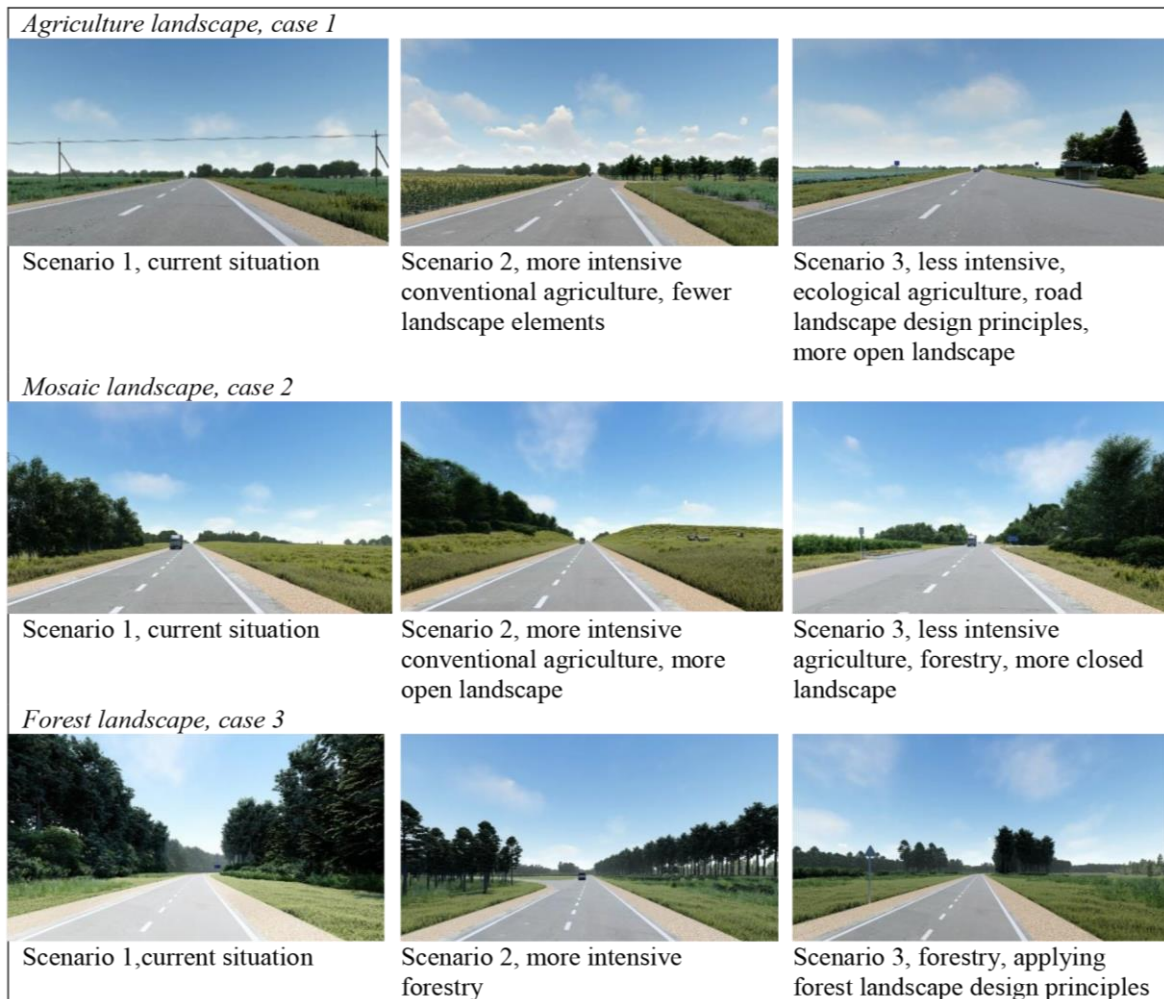 Agriculture landscape, case 1
Scenario 1, current situation
Scenario 2, more intensive
conventional agriculture, fewer
landscape elements
Scenario 3, less intensive,
ecological agriculture, road
landscape design principles,
more open landscape
Mosaic landscape, case 2
Scenario 1, current situation
Scenario 2, more intensive
conventional agriculture, more
open landscape
Scenario 3, less intensive
agriculture, forestry, more closed
landscape
Forest landscape, case 3
Scenario 1,current situation
Scenario 2, more intensive
forestry
Scenario 3, forestry, applying
forest landscape design principles